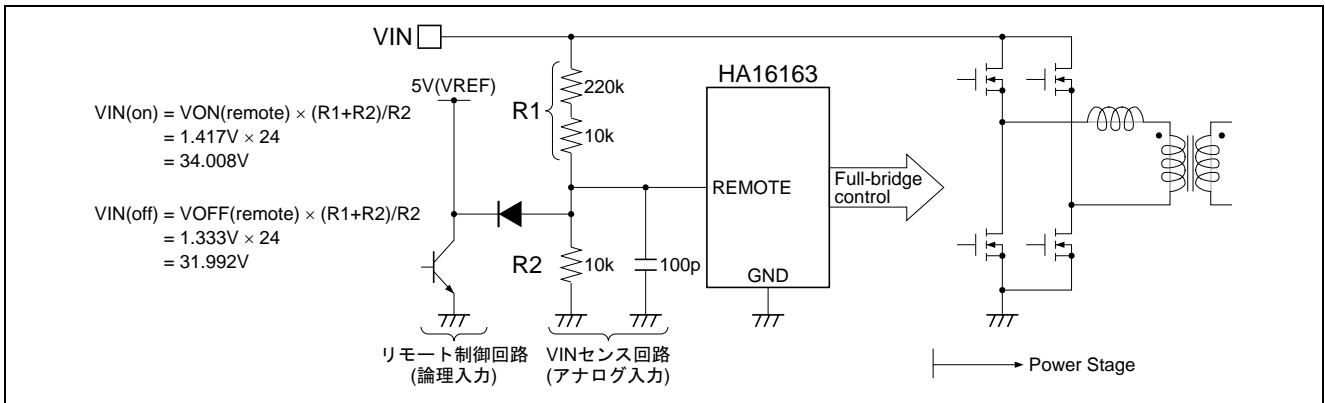 VIN
5V(VREF)
VIN(on) = VON(remote) × (R1+R2)/R2
= 1.417V × 24
= 34.008V
VIN(off) = VOFF(remote) × (R1+R2)/R2
= 1.333V × 24
= 31.992V
R1
220k
10k
R2
10k
100p
HA16163
REMOTE
GND
Full-bridge
control
リモート制御回路
(論理入力)
VINセンス回路
(アナログ入力)
Power Stage